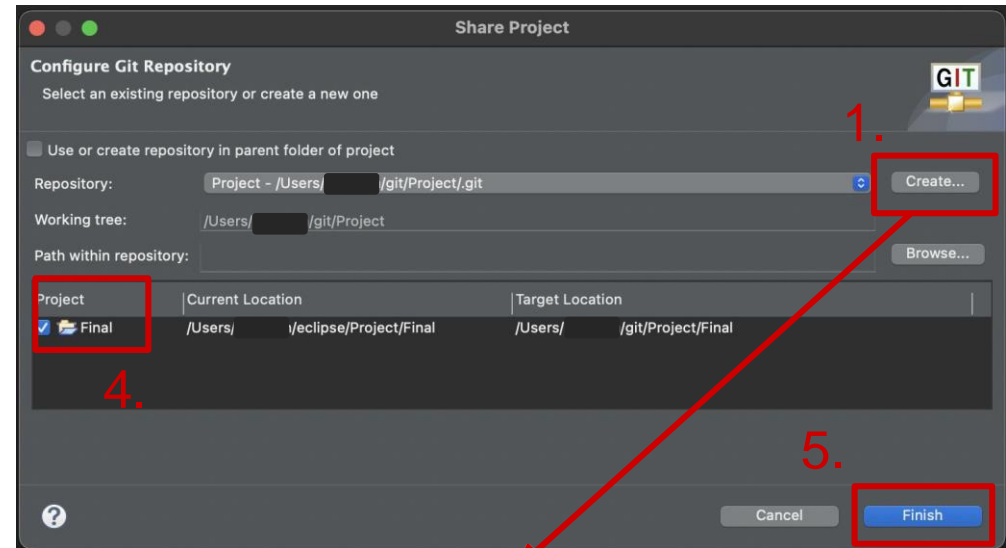 Share Project
Configure Git Repository
Select an existing repository or create a new one
GIT
1.
Use or create repository in parent folder of project
Repository: Project - /Users/ /git/Project/.git Create...
Working tree: /Users/ /git/Project
Path within repository: Browse...
Project Current Location Target Location
Final /Users/ /eclipse/Project/Final /Users/ /git/Project/Final
4.
5.
? Cancel Finish